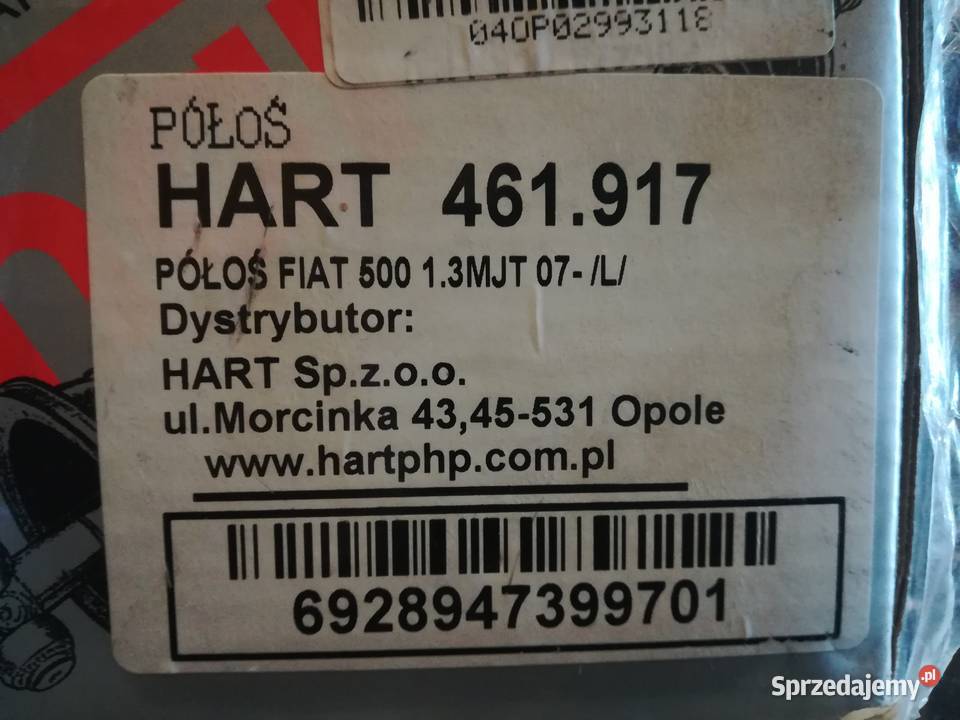 04OP02993118
PÓŁOŚ
HART 461.917
PÓŁOŚ FIAT 500 1.3MJT 07- /L/
Dystrybutor:
HART Sp.z.o.o.
ul.Morcinka 43,45-531 Opole
www.hartphp.com.pl
6928947399701
Sprzedajemy.pl